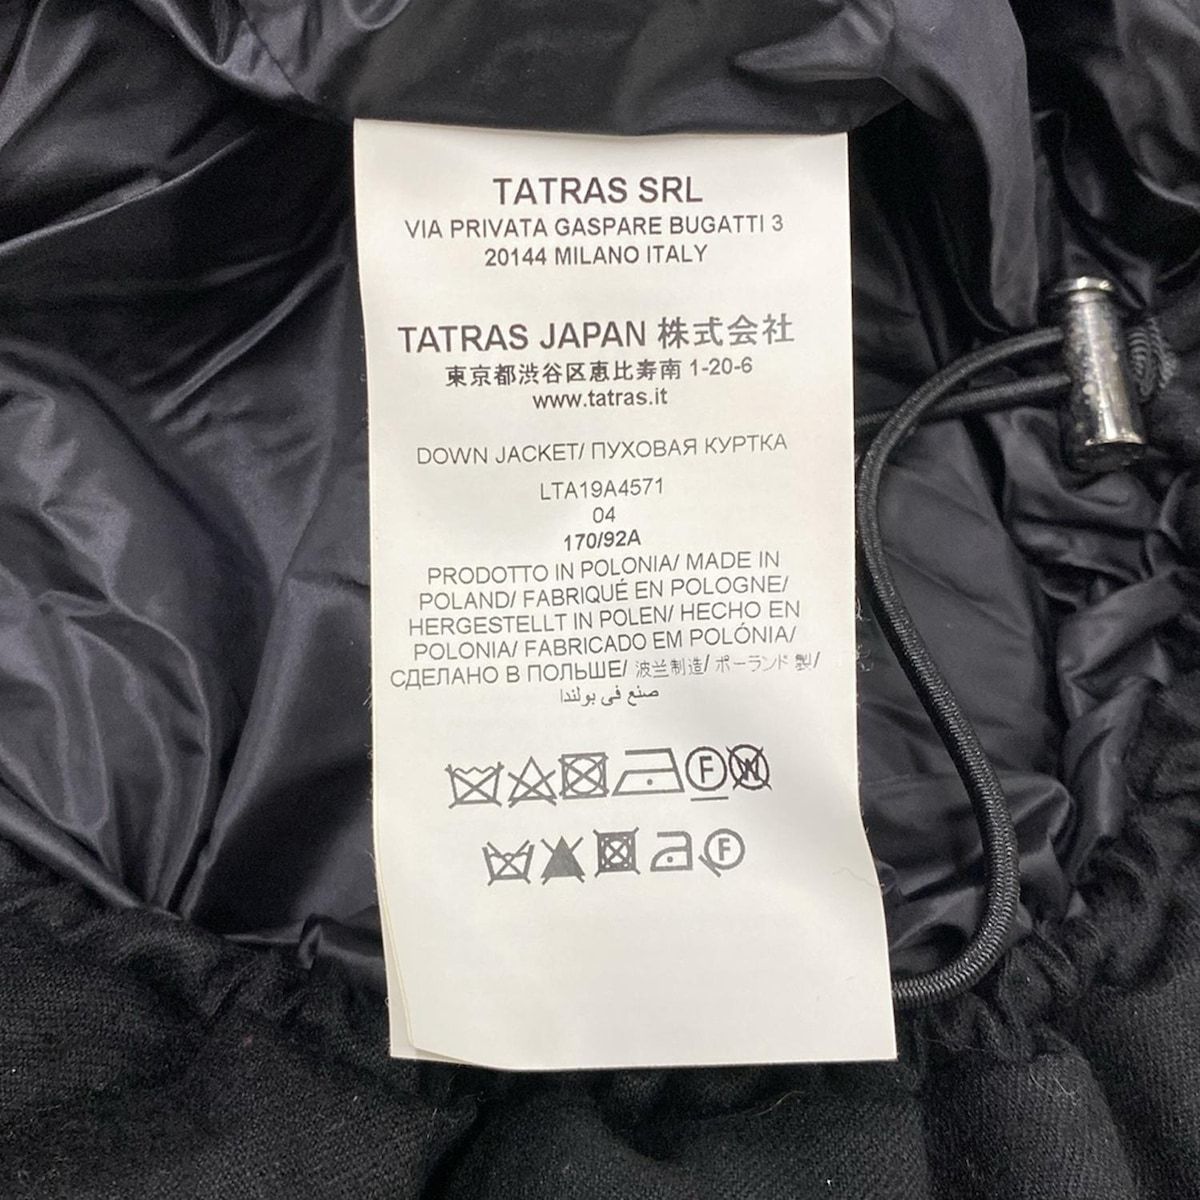 TATRAS SRL
VIA PRIVATA GASPARE BUGATTI 3
20144 MILANO ITALY
TATRAS JAPAN 株式会社
東京都渋谷区恵比寿南 1-20-6
www.tatras.it
DOWN JACKET/ ПУХОВАЯ КУРТКА
LTA19A4571
04
170/92A
PRODOTTO IN POLONIA/ MADE IN
POLAND/ FABRIQUÉ EN POLOGNE/
HERGESTELLT IN POLEN/ HECHO EN
POLONIA/ FABRICADO EM POLÓNIA/
СДЕЛАНО В ПОЛЬШЕ/ 波兰制造/ ポーランド 製/
صنع في بولندا
F W
F